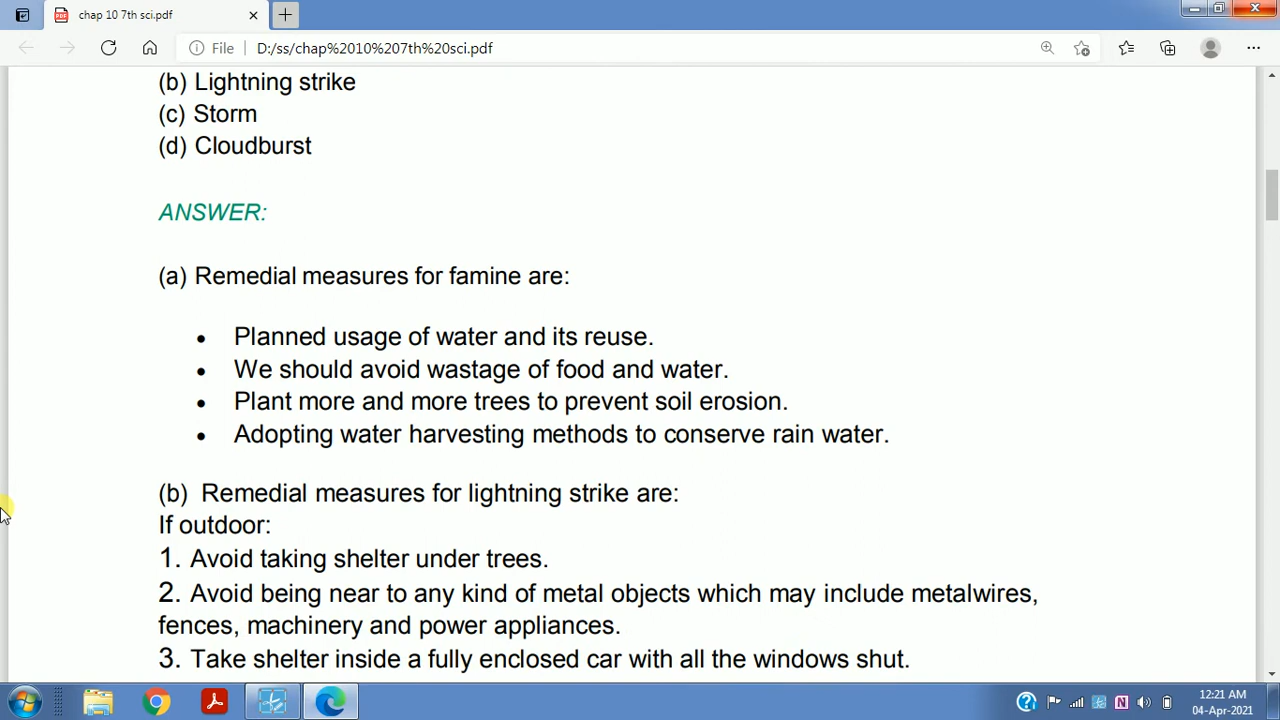 chap 10 7th sci.pdf
File
D:/ss/chap%2010%207th%20sci.pdf
(b) Lightning strike
(c) Storm
(d) Cloudburst
ANSWER:
(a) Remedial measures for famine are:
• Planned usage of water and its reuse.
• We should avoid wastage of food and water.
• Plant more and more trees to prevent soil erosion.
• Adopting water harvesting methods to conserve rain water.
(b) Remedial measures for lightning strike are:
If outdoor:
1. Avoid taking shelter under trees.
2. Avoid being near to any kind of metal objects which may include metalwires,
fences, machinery and power appliances.
3. Take shelter inside a fully enclosed car with all the windows shut.
12:21 AM
04-Apr-2021